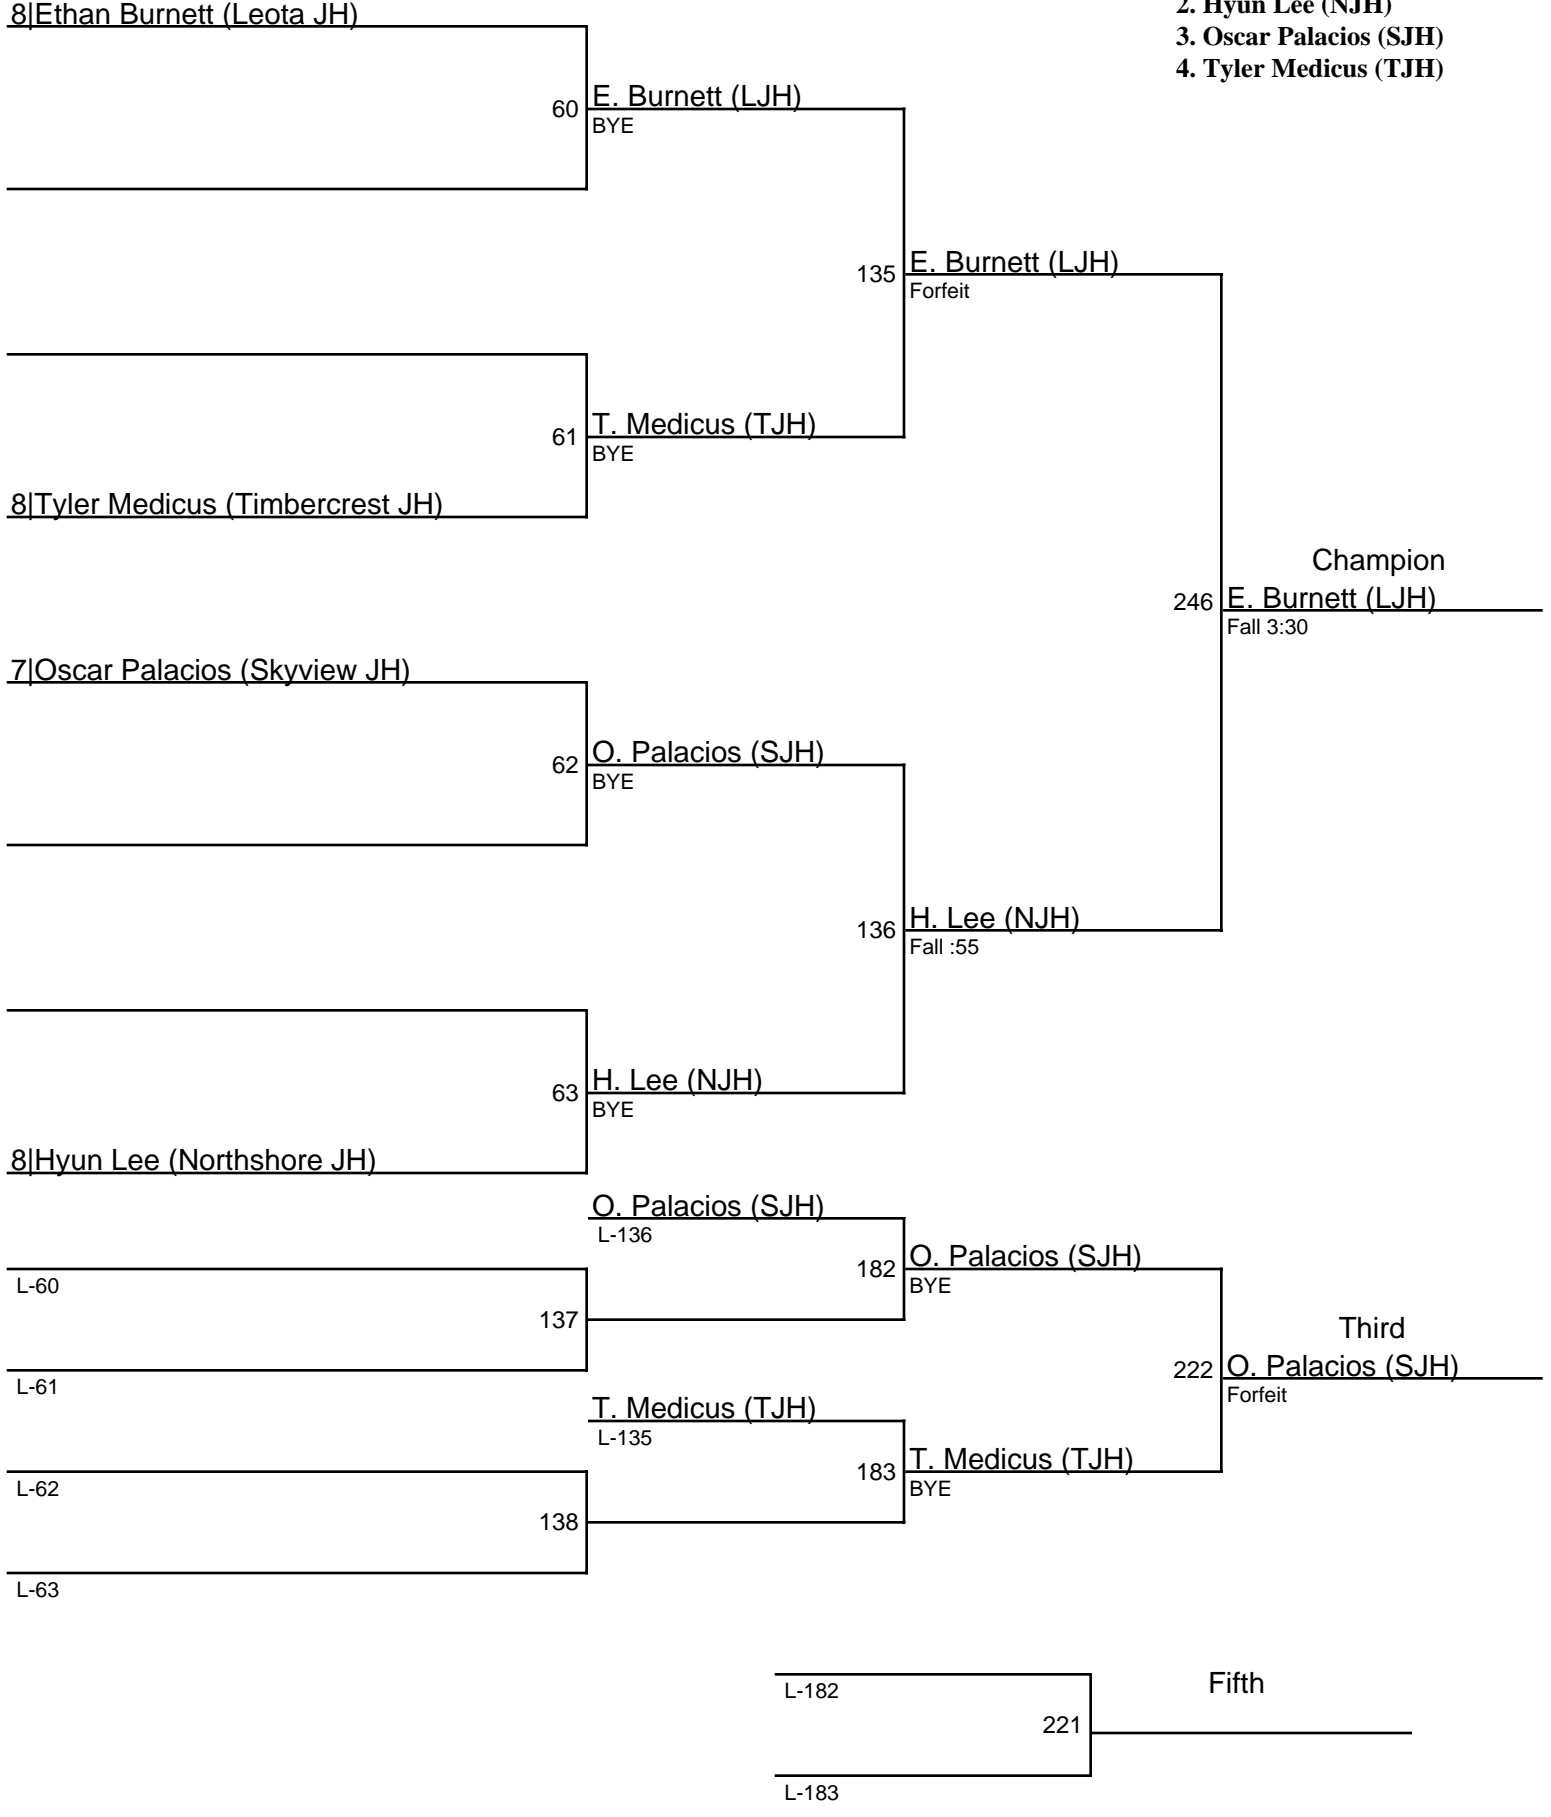 8|Ethan Burnett (Leota JH)
2. Hyun Lee (NJH)
3. Oscar Palacios (SJH)
4. Tyler Medicus (TJH)
60
E. Burnett (LJH)
BYE
135
E. Burnett (LJH)
Forfeit
61
T. Medicus (TJH)
BYE
8|Tyler Medicus (Timbercrest JH)
Champion
246
E. Burnett (LJH)
Fall 3:30
7|Oscar Palacios (Skyview JH)
62
O. Palacios (SJH)
BYE
136
H. Lee (NJH)
Fall :55
63
H. Lee (NJH)
BYE
8|Hyun Lee (Northshore JH)
O. Palacios (SJH)
L-136
182
O. Palacios (SJH)
BYE
L-60
137
L-61
Third
222
O. Palacios (SJH)
Forfeit
T. Medicus (TJH)
L-135
183
T. Medicus (TJH)
BYE
L-62
138
L-63
L-182
Fifth
221
L-183